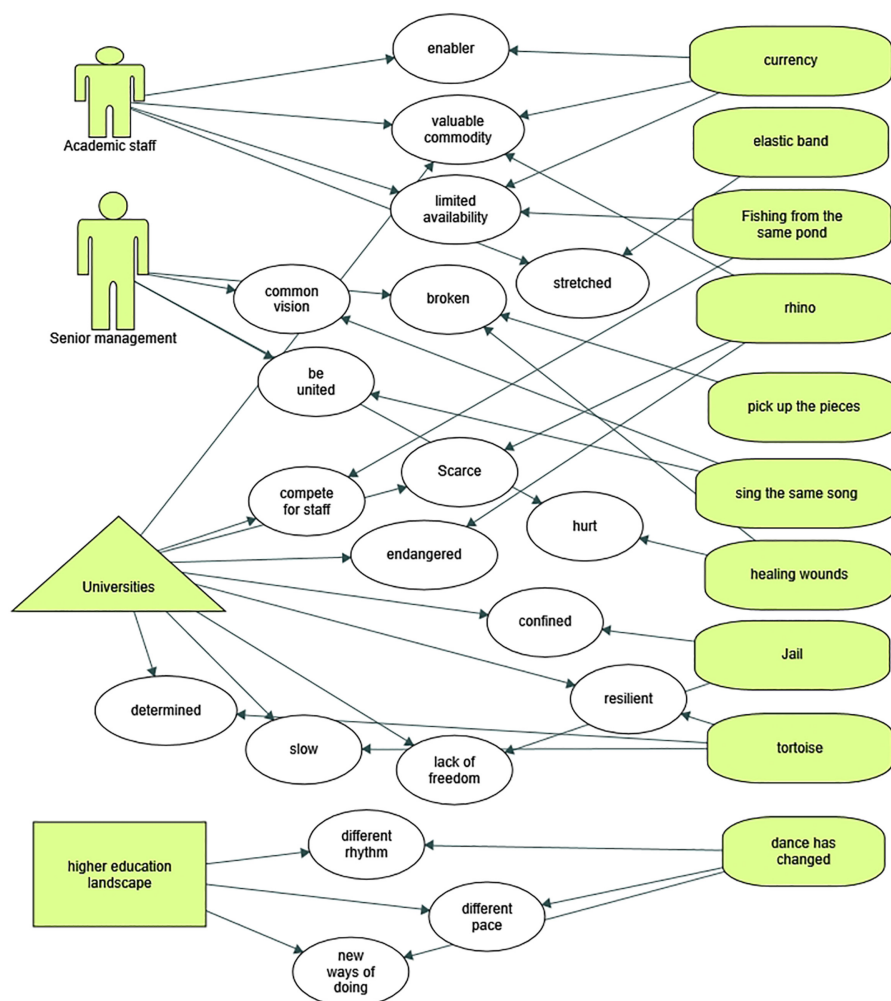 enabler
currency
Academic staff
valuable
commodity
elastic band
limited
availability
Fishing from the
same pond
stretched
common
vision
broken
rhino
Senior management
be
united
pick up the pieces
Scarce
compete
for staff
sing the same song
hurt
endangered
healing wounds
Universities
confined
Jail
resilient
determined
slow
lack of
freedom
tortoise
different
rhythm
dance has
changed
higher education
landscape
different
pace
new
ways of
doing